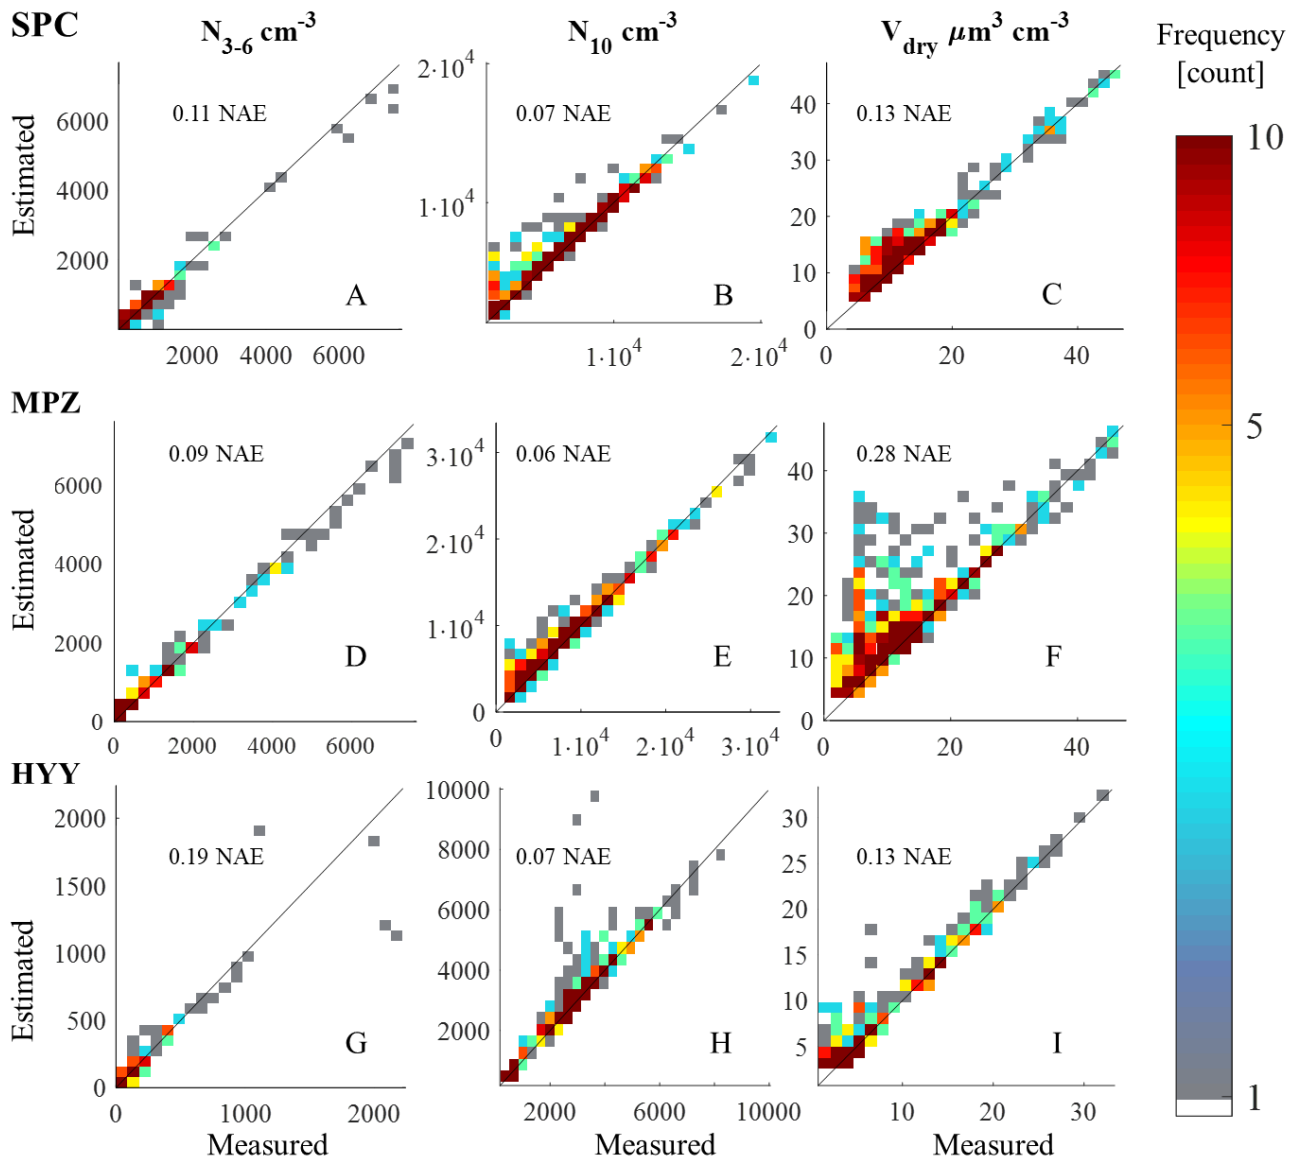 SPC
N3-6 cm-3
N10 cm-3
Vdry μm3 cm-3
Frequency
[count]
10
5
1
Estimated
6000
4000
2000
0.11 NAE
A
2000 4000 6000
2·10^4
1·10^4
0.07 NAE
B
1·10^4 2·10^4
40
30
20
10
0
0.13 NAE
C
0 20 40
MPZ
Estimated
6000
4000
2000
0
0.09 NAE
D
0 2000 4000 6000
3·10^4
2·10^4
1·10^4
0
0.06 NAE
E
0 1·10^4 2·10^4 3·10^4
40
30
20
10
0
0.28 NAE
F
0 20 40
HYY
Estimated
2000
1500
1000
500
0
0.19 NAE
G
0 1000 2000
Measured
10000
8000
6000
4000
2000
0.07 NAE
H
2000 6000 10000
Measured
30
25
20
15
10
5
0.13 NAE
I
10 20 30
Measured